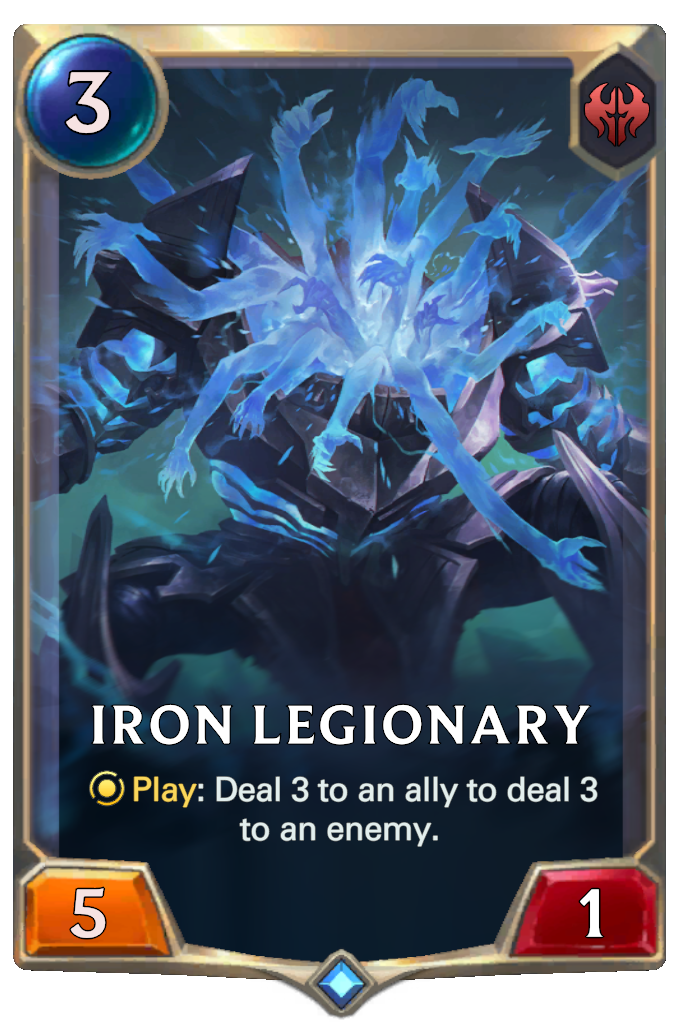 3
IRON LEGIONARY
Play: Deal 3 to an ally to deal 3
to an enemy.
5
1